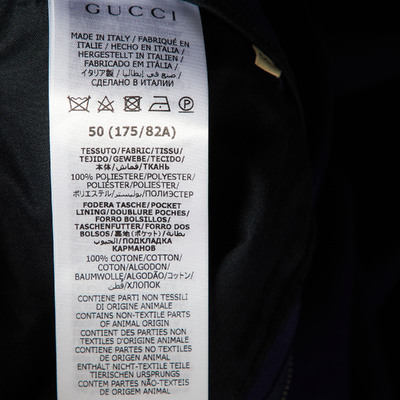 GUCCI
MADE IN ITALY / FABRIQUÉ EN
ITALIE / HECHO EN ITALIA /
HERGESTELLT IN ITALIEN /
FABRICADO EM ITÁLIA /
イタリア製 / صنع في إيطاليا /
СДЕЛАНО В ИТАЛИИ
50 (175/82A)
TESSUTO/FABRIC/TISSU/
TEJIDO/GEWEBE/TECIDO/
本体/قماش/ТКАНЬ
100% POLIESTERE/POLYESTER/
POLIÉSTER/POLYESTER/
ポリエステル/بوليستير/ПОЛИЭСТЕР
FODERA TASCHE/POCKET
LINING/DOUBLURE POCHES/
FORRO BOLSILLOS/
TASCHENFUTTER/FORRO DOS
BOLSOS/裏地(ポケット)/بطانة
الجيوب/ПОДКЛАДКА
КАРМАНОВ
100% COTONE/COTTON/
COTON/ALGODÓN/
BAUMWOLLE/ALGODÃO/コットン/
قطن/ХЛОПОК
CONTIENE PARTI NON TESSILI
DI ORIGINE ANIMALE
CONTAINS NON-TEXTILE PARTS
OF ANIMAL ORIGIN
CONTIENT DES PARTIES NON
TEXTILES D'ORIGINE ANIMALE
CONTIENE PARTES NO TEXTILES
DE ORIGEN ANIMAL
ENTHÄLT NICHT-TEXTILE TEILE
TIERISCHEN URSPRUNGS
CONTEM PARTES NÃO-TEXTEIS
DE ORIGEM ANIMAL